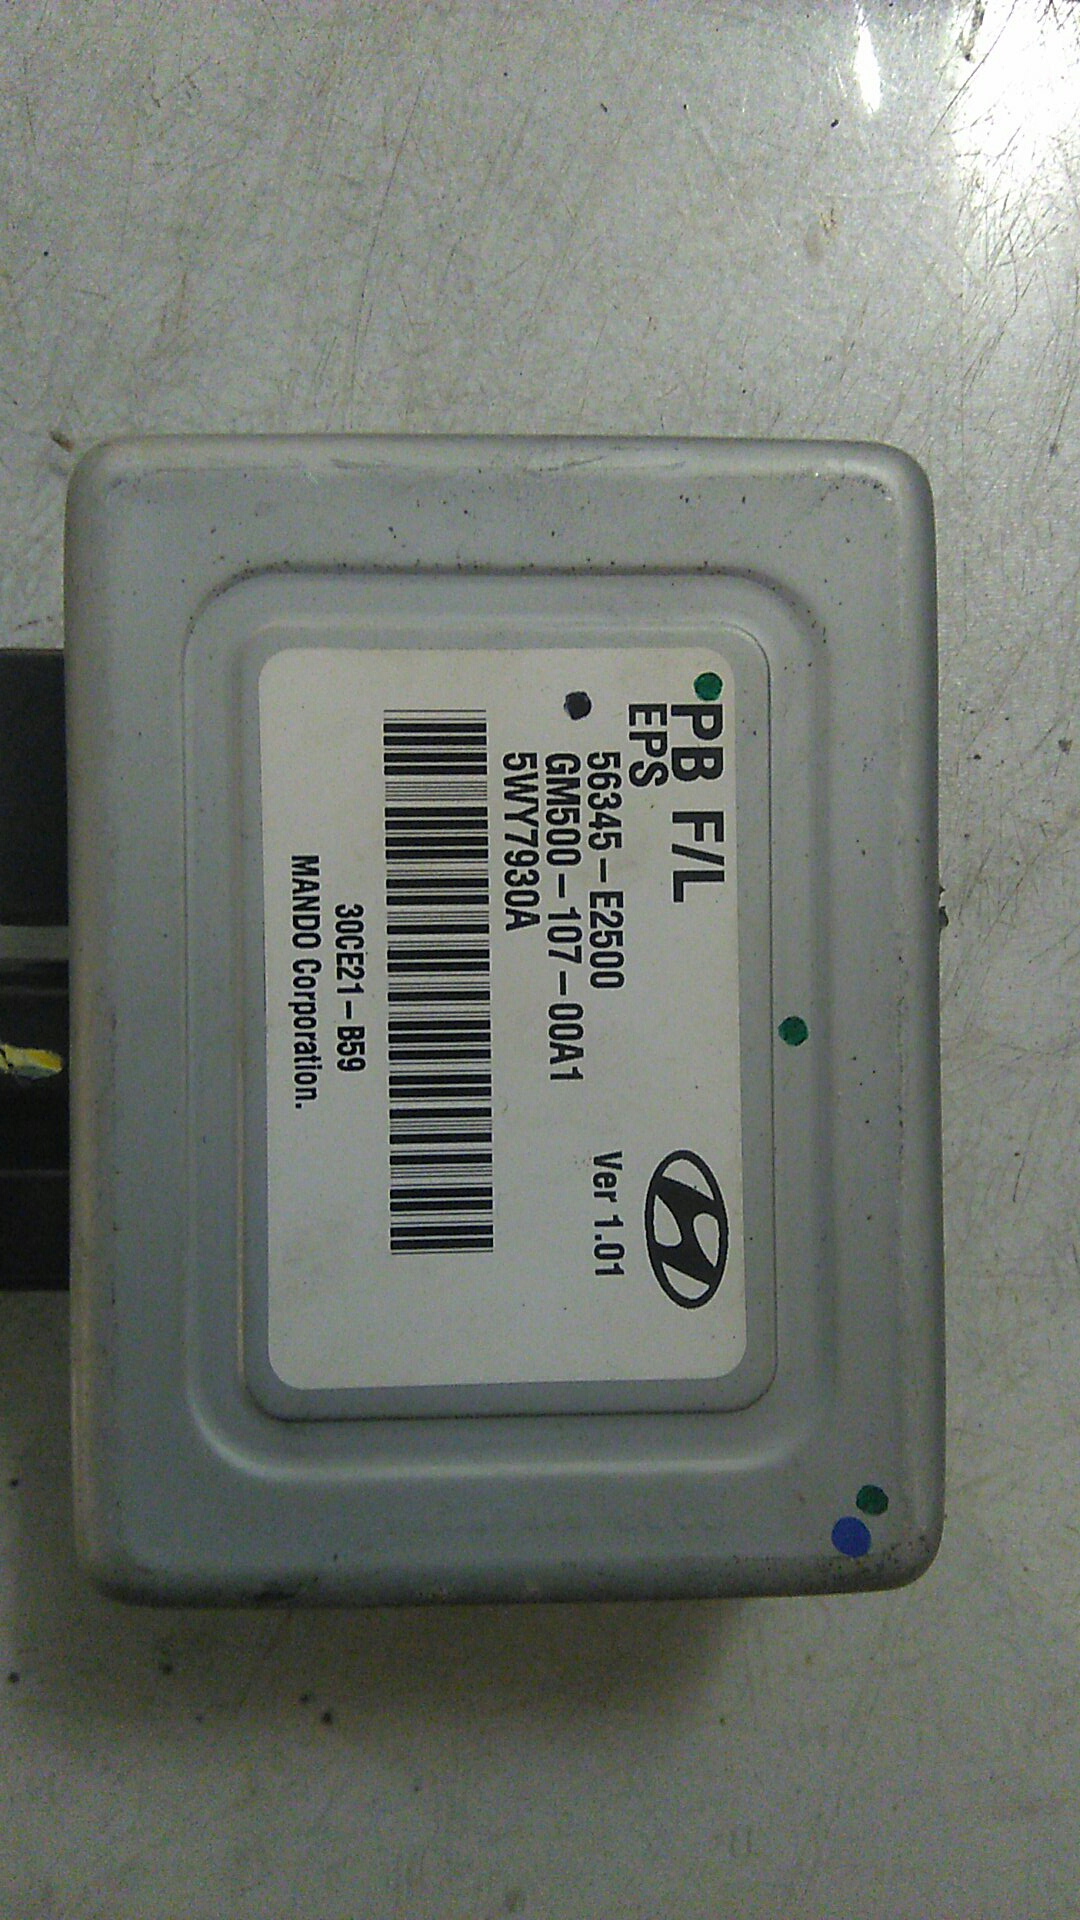 PB F/L
EPS
56345-E2500 Ver 1.01
GM500-107-00A1
5WY7930A
30CE21-B59
MANDO Corporation.